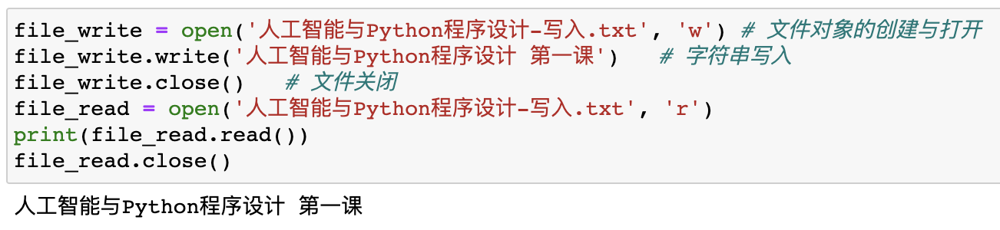 file_write = open('人工智能与Python程序设计-写入.txt', 'w') # 文件对象的创建与打开
file_write.write('人工智能与Python程序设计 第一课')   # 字符串写入
file_write.close()   # 文件关闭
file_read = open('人工智能与Python程序设计-写入.txt', 'r')
print(file_read.read())
file_read.close()
人工智能与Python程序设计 第一课